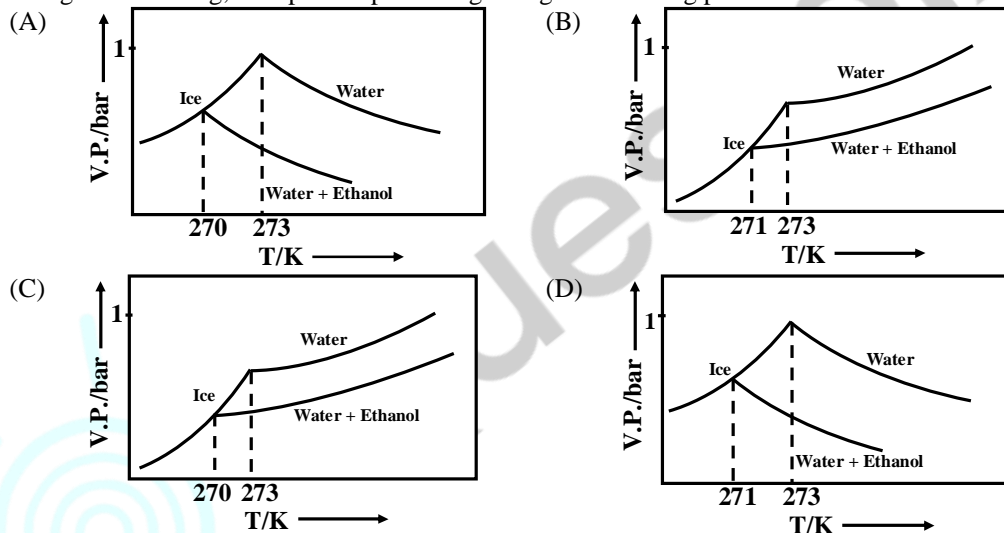 (A)
1
V.P./bar
Ice
Water
Water + Ethanol
270
273
T/K
(B)
1
V.P./bar
Water
Ice
Water + Ethanol
271
273
T/K
(C)
1
V.P./bar
Water
Ice
Water + Ethanol
270
273
T/K
(D)
1
V.P./bar
Ice
Water
Water + Ethanol
271
273
T/K